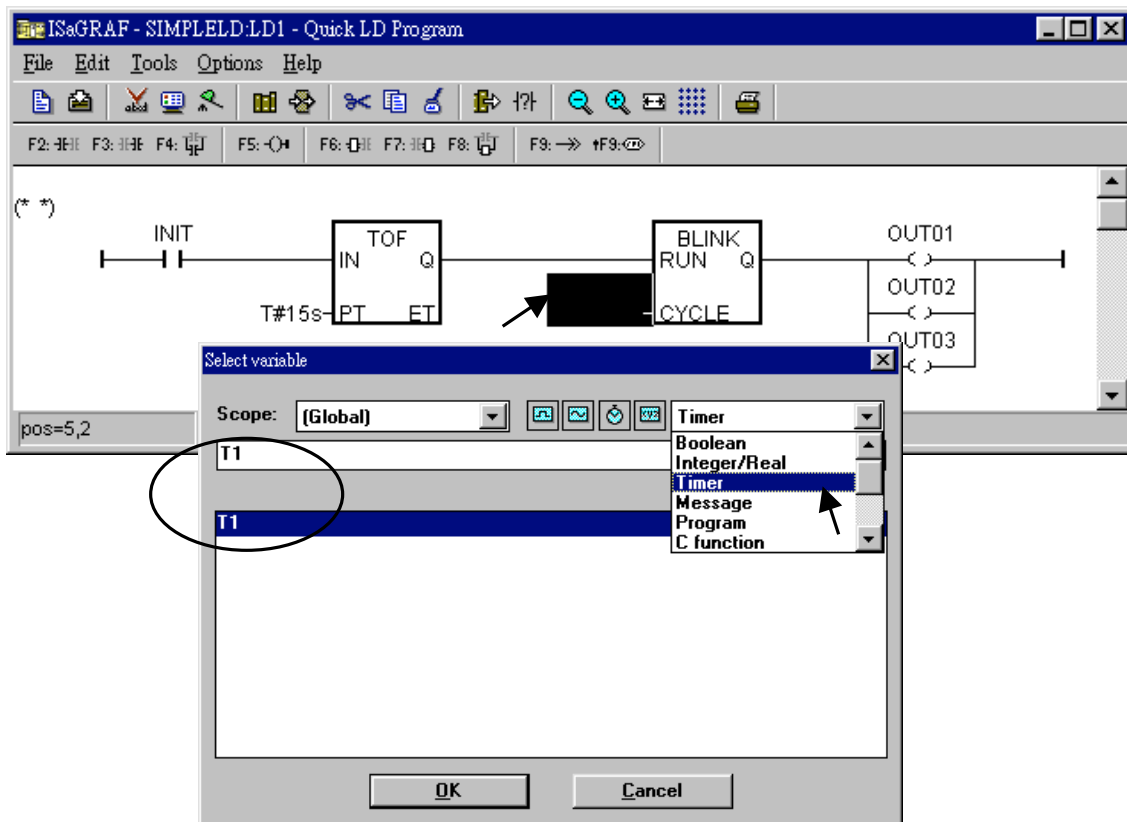 ISaGRAF - SIMPLELD:LD1 - Quick LD Program
File Edit Tools Options Help
F2: F3: F4: F5: F6: F7: F8: F9: F9:
(* *)
INIT TOF BLINK OUT01
IN Q RUN Q
OUT02
T#15s PT ET CYCLE
OUT03
Select variable
Scope: (Global) Timer
pos=5,2
T1
Boolean
Integer/Real
Timer
Message
T1
Program
C function
OK Cancel